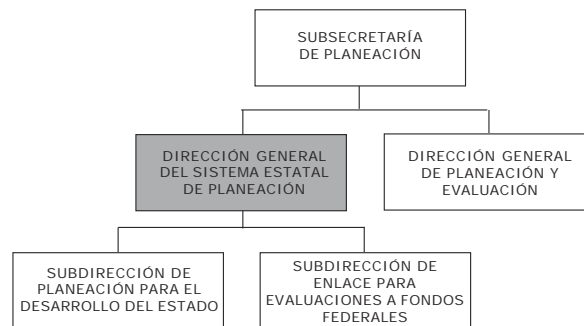 SUBSECRETARÍA
DE PLANEACIÓN
DIRECCIÓN GENERAL
DEL SISTEMA ESTATAL
DE PLANEACIÓN
DIRECCIÓN GENERAL
DE PLANEACIÓN Y
EVALUACIÓN
SUBDIRECCIÓN DE
PLANEACIÓN PARA EL
DESARROLLO DEL ESTADO
SUBDIRECCIÓN DE
ENLACE PARA
EVALUACIONES A FONDOS
FEDERALES